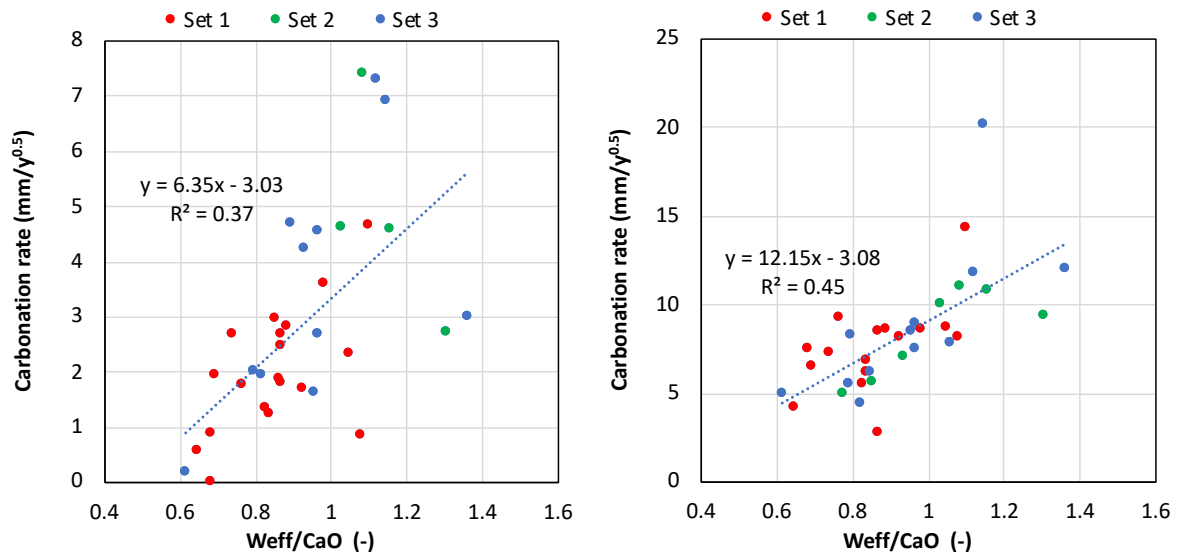 Set 1 Set 2 Set 3
8
7
6
5
4
3
2
1
0
Carbonation rate (mm/y^0.5)
y = 6.35x - 3.03
R² = 0.37
0.4 0.6 0.8 1 1.2 1.4 1.6
Weff/CaO (-)
Set 1 Set 2 Set 3
25
20
15
10
5
0
Carbonation rate (mm/y^0.5)
y = 12.15x - 3.08
R² = 0.45
0.4 0.6 0.8 1 1.2 1.4 1.6
Weff/CaO (-)